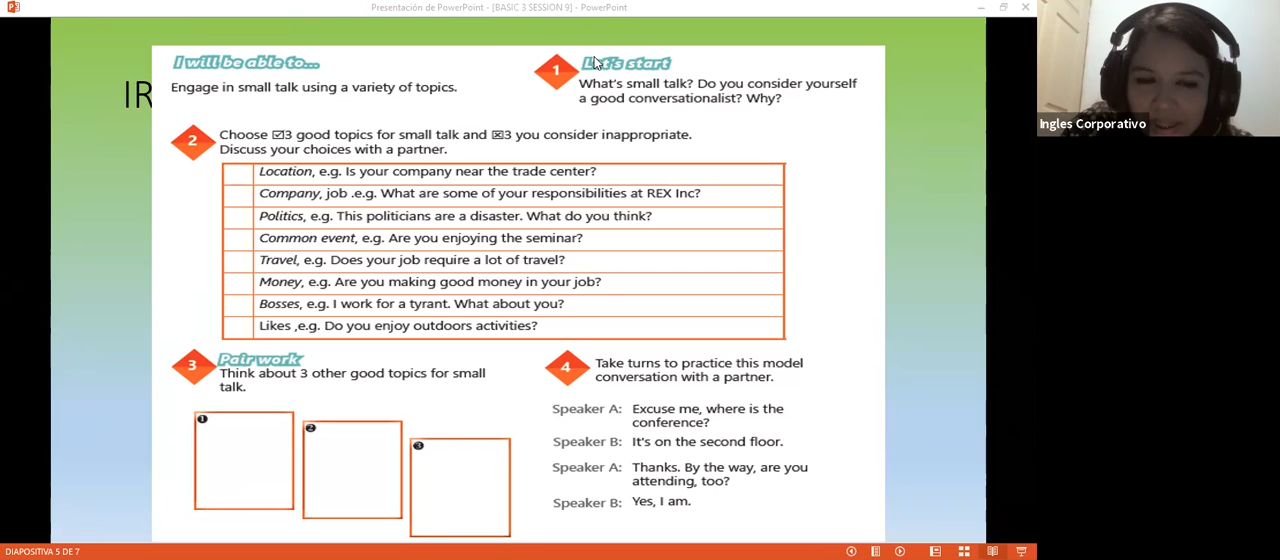 Presentación de PowerPoint - [BASIC 3 SESSION 9] - PowerPoint
Ingles Corporativo
IR
I will be able to...
Engage in small talk using a variety of topics.
1
Let's start
What's small talk? Do you consider yourself
a good conversationalist? Why?
2
Choose ☑3 good topics for small talk and ☒3 you consider inappropriate.
Discuss your choices with a partner.
Location, e.g. Is your company near the trade center?
Company, job .e.g. What are some of your responsibilities at REX Inc?
Politics, e.g. This politicians are a disaster. What do you think?
Common event, e.g. Are you enjoying the seminar?
Travel, e.g. Does your job require a lot of travel?
Money, e.g. Are you making good money in your job?
Bosses, e.g. I work for a tyrant. What about you?
Likes ,e.g. Do you enjoy outdoors activities?
3
Pair work
Think about 3 other good topics for small
talk.
1
2
3
4
Take turns to practice this model
conversation with a partner.
Speaker A: Excuse me, where is the
conference?
Speaker B: It's on the second floor.
Speaker A: Thanks. By the way, are you
attending, too?
Speaker B: Yes, I am.
DIAPOSITIVA 5 DE 7